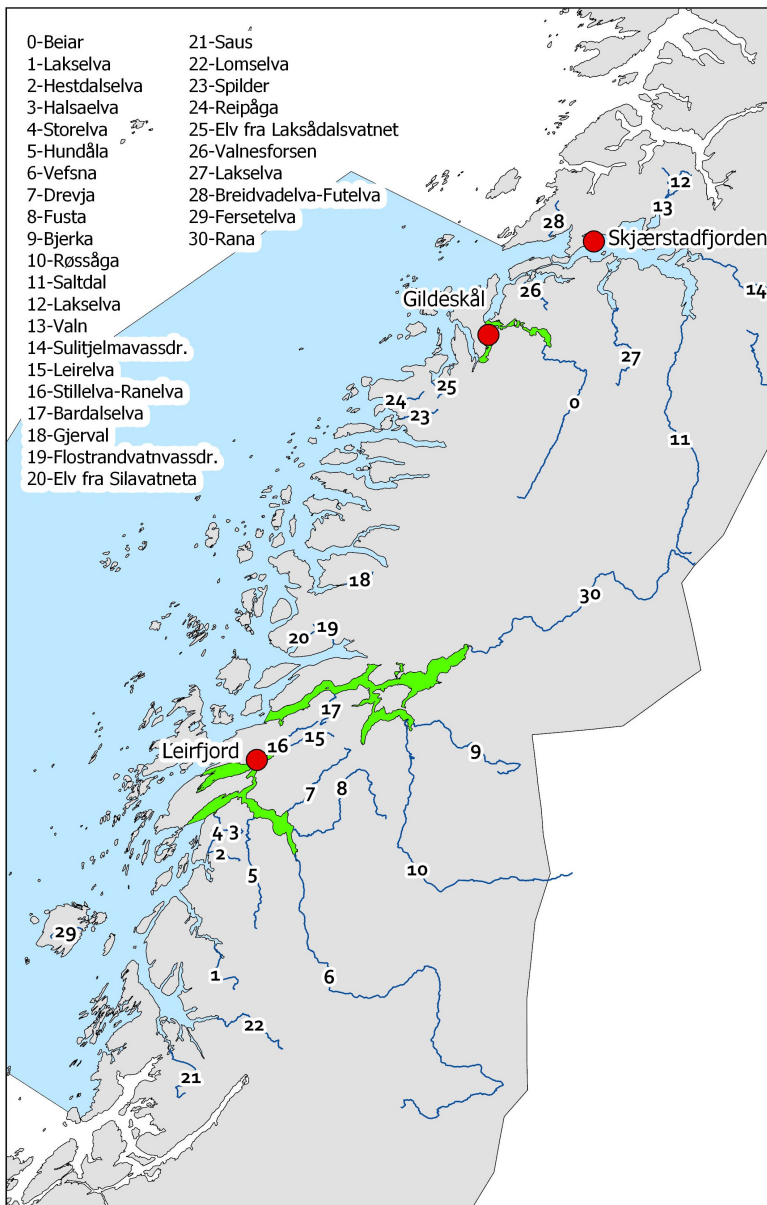 0-Beiar
1-Lakselva
2-Hestdalselva
3-Halsaelva
4-Storelva
5-Hundåla
6-Vefsna
7-Drevja
8-Fusta
9-Bjerka
10-Røssåga
11-Saltdal
12-Lakselva
13-Valn
14-Sulitjelmavassdr.
15-Leirelva
16-Stillelva-Ranelva
17-Bardalselva
18-Gjerval
19-Flostrandvatnvassdr.
20-Elv fra Silavatneta
21-Saus
22-Lomselva
23-Spilder
24-Reipåga
25-Elv fra Laksådalsvatnet
26-Valnesforsen
27-Lakselva
28-Breidvadelva-Futelva
29-Fersetelva
30-Rana
12
13
28
Skjærstadfjorden
14
26
Gildeskål
27
25
24
23
0
11
18
30
20
19
17
16
15
Leirfjord
9
7
8
4
3
2
5
10
29
1
6
22
21